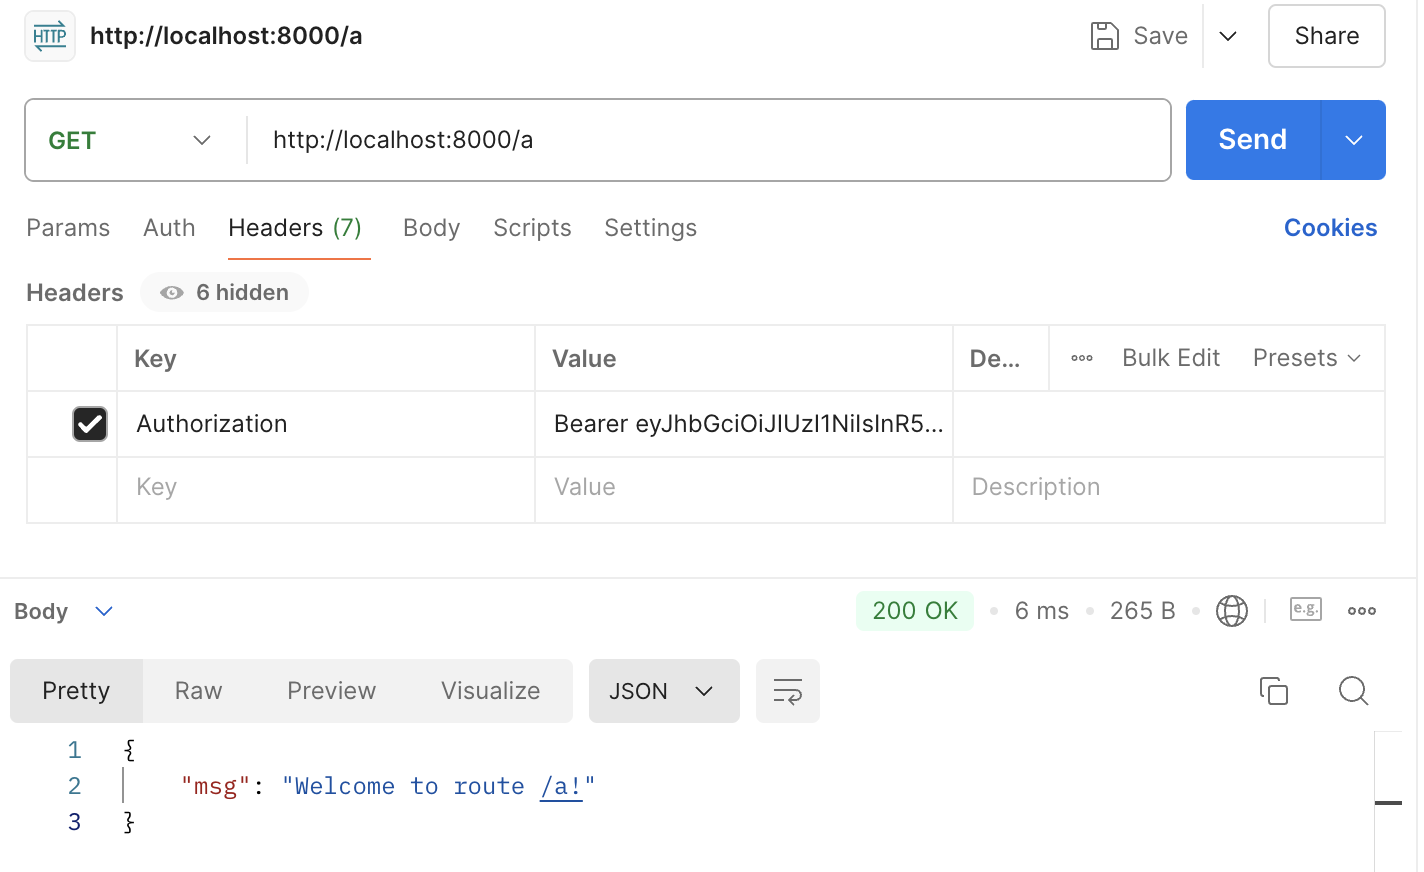 HTTP http://localhost:8000/a Save Share
GET http://localhost:8000/a Send
Params Auth Headers (7) Body Scripts Settings Cookies
Headers 6 hidden
Key Value De... Bulk Edit Presets
Authorization Bearer eyJhbGciOiJIUzI1NiIsInR5...
Key Value Description
Body 200 OK 6 ms 265 B e.g.
Pretty Raw Preview Visualize JSON
1 {
2 "msg": "Welcome to route /a!"
3 }